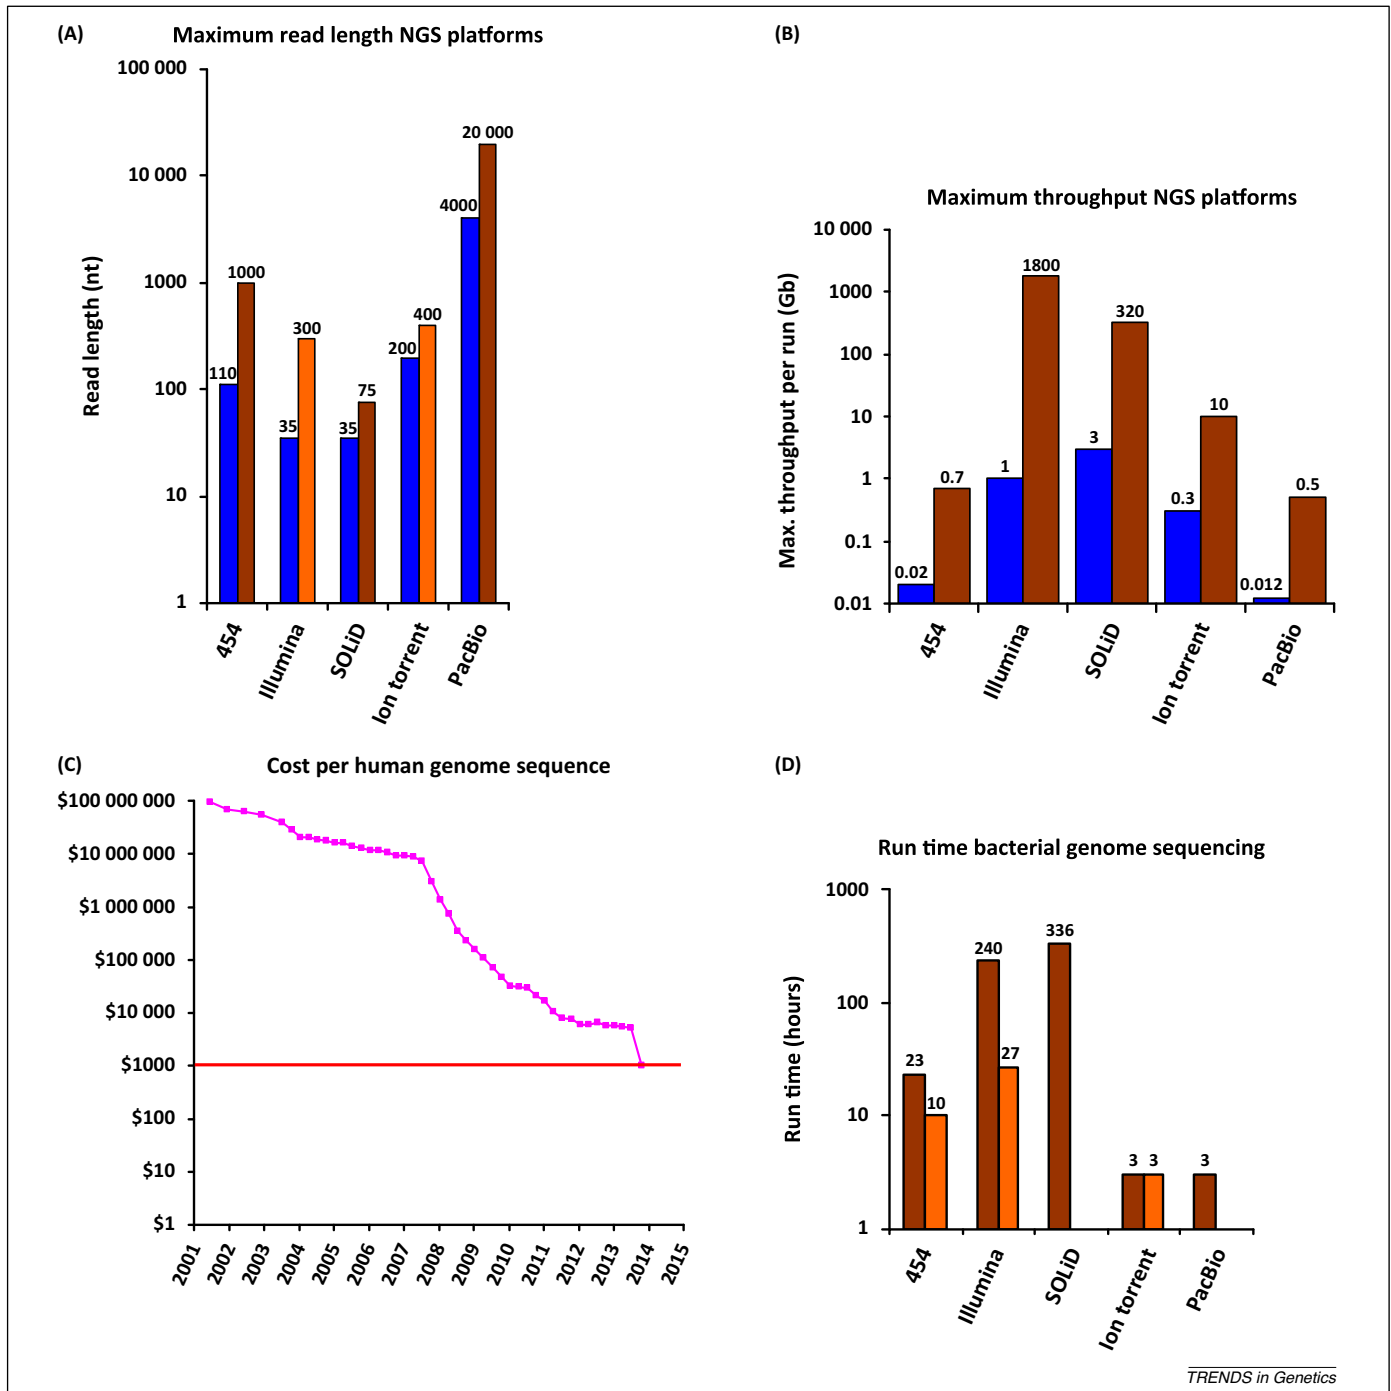 (A)
Maximum read length NGS platforms
Read length (nt)
100 000
10 000
1000
100
10
1
110
1000
35
300
35
75
200
400
4000
20 000
454
Illumina
SOLiD
Ion torrent
PacBio
(B)
Maximum throughput NGS platforms
Max. throughput per run (Gb)
10 000
1000
100
10
1
0.1
0.01
0.02
0.7
1
1800
3
320
0.3
10
0.012
0.5
454
Illumina
SOLiD
Ion torrent
PacBio
(C)
Cost per human genome sequence
$100 000 000
$10 000 000
$1 000 000
$100 000
$10 000
$1000
$100
$10
$1
2001
2002
2003
2004
2005
2006
2007
2008
2009
2010
2011
2012
2013
2014
2015
(D)
Run time bacterial genome sequencing
Run time (hours)
1000
100
10
1
23
10
240
27
336
3
3
3
454
Illumina
SOLiD
Ion torrent
PacBio
TRENDS in Genetics